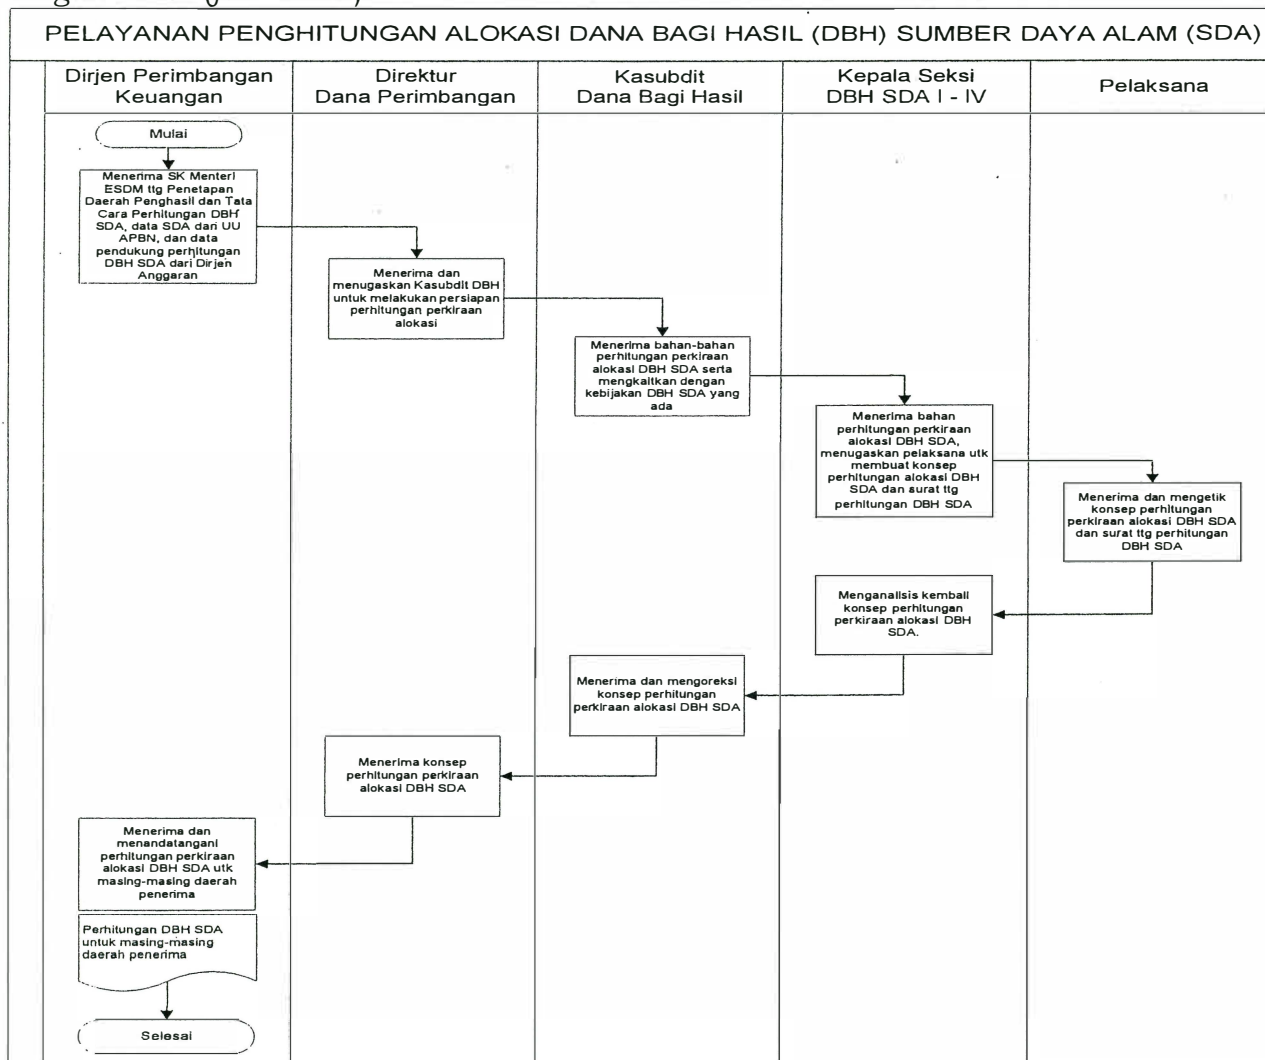 PELAYANAN PENGHITUNGAN ALOKASI DANA BAGI HASIL (DBH) SUMBER DAYA ALAM (SDA)
Dirjen Perimbangan
Keuangan
Direktur
Dana Perimbangan
Kasubdit
Dana Bagi Hasil
Kepala Seksi
DBH SDA I - IV
Pelaksana
Mulai
Menerima SK Menteri
ESDM ttg Penetapan
Daerah Penghasil dan Tata
Cara Perhitungan DBH
SDA, data SDA dari UU
APBN, dan data
pendukung perhitungan
DBH SDA dari Dirjen
Anggaran
Menerima dan
menugaskan Kasubdit DBH
untuk melakukan persiapan
perhitungan perkiraan
alokasi
Menerima bahan-bahan
perhitungan perkiraan
alokasi DBH SDA serta
mengkaitkan dengan
kebijakan DBH SDA yang
ada
Menerima bahan
perhitungan perkiraan
alokasi DBH SDA,
menugaskan pelaksana utk
membuat konsep
perhitungan alokasi DBH
SDA dan surat ttg
perhitungan DBH SDA
Menerima dan mengetik
konsep perhitungan
perkiraan alokasi DBH SDA
dan surat ttg perhitungan
DBH SDA
Menganalisis kembali
konsep perhitungan
perkiraan alokasi DBH
SDA.
Menerima dan mengoreksi
konsep perhitungan
perkiraan alokasi DBH SDA
Menerima konsep
perhitungan perkiraan
alokasi DBH SDA
Menerima dan
menandatangani
perhitungan perkiraan
alokasi DBH SDA utk
masing-masing daerah
penerima
Perhitungan DBH SDA
untuk masing-masing
daerah penerima
Selesai